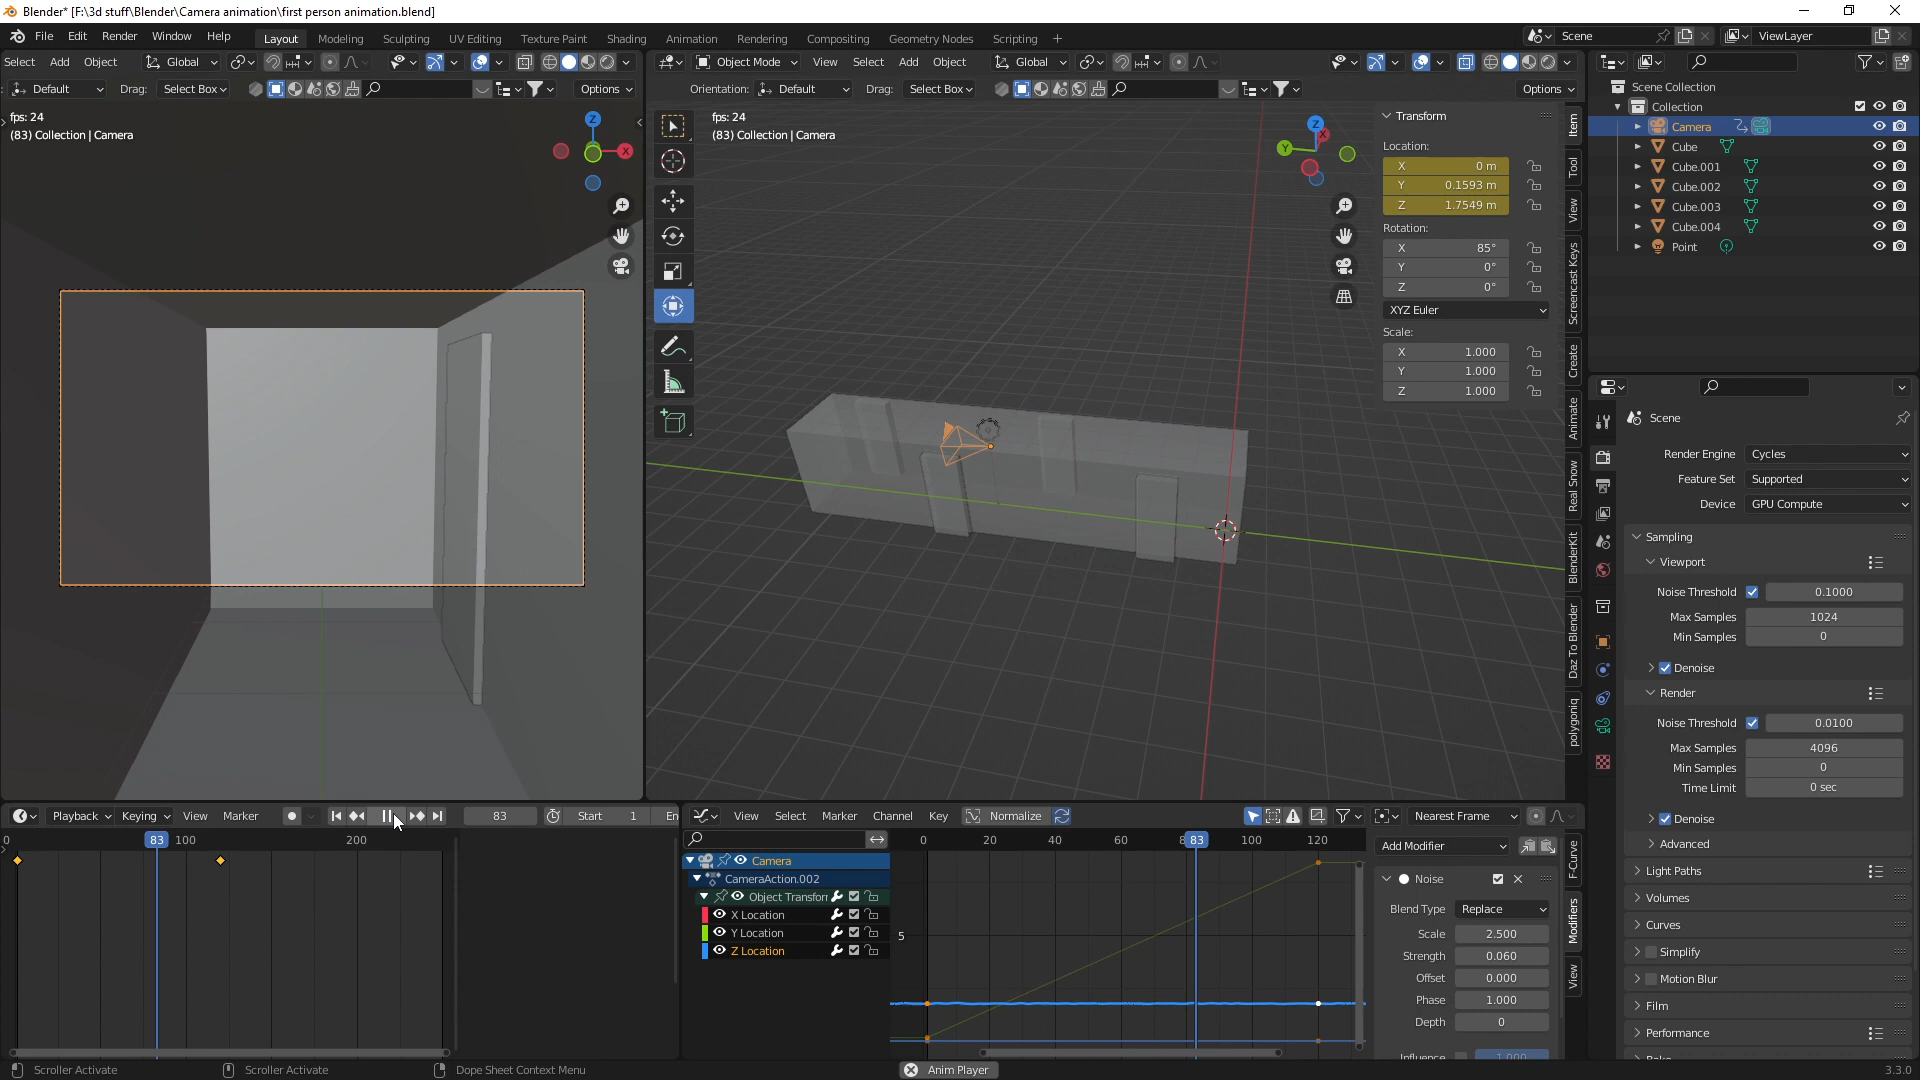 Blender* [F:\3d stuff\Blender\Camera animation\first person animation.blend]
File Edit Render Window Help Layout Modeling Sculpting UV Editing Texture Paint Shading Animation Rendering Compositing Geometry Nodes Scripting + Scene ViewLayer
Select Add Object Global
Object Mode View Select Add Object Global
Default Drag: Select Box Options
Orientation: Default Drag: Select Box Options
fps: 24
(83) Collection | Camera
Z
X
fps: 24
(83) Collection | Camera
Z
X
Y
Transform
Location:
X 0 m
Y 0.1593 m
Z 1.7549 m
Rotation:
X 85°
Y 0°
Z 0°
XYZ Euler
Scale:
X 1.000
Y 1.000
Z 1.000
Item
Tool
View
Screencast Keys
Create
Animate
Real Snow
BlenderKit
Daz To Blender
polygoniq
Scene Collection
Collection
Camera
Cube
Cube.001
Cube.002
Cube.003
Cube.004
Point
Scene
Render Engine Cycles
Feature Set Supported
Device GPU Compute
Sampling
Viewport
Noise Threshold 0.1000
Max Samples 1024
Min Samples 0
Denoise
Render
Noise Threshold 0.0100
Max Samples 4096
Min Samples 0
Time Limit 0 sec
Denoise
Advanced
Light Paths
Volumes
Curves
Simplify
Motion Blur
Film
Performance
Playback Keying View Marker 83 Start 1 En
0 83 100 200
View Select Marker Channel Key Normalize Nearest Frame
0 20 40 60 8 83 100 120
Camera
CameraAction.002
Object Transfor
X Location
Y Location
Z Location
5
Add Modifier
Noise
Blend Type Replace
Scale 2.500
Strength 0.060
Offset 0.000
Phase 1.000
Depth 0
Influence 1.000
F-Curve
Modifiers
View
Scroller Activate Scroller Activate Dope Sheet Context Menu Anim Player 3.3.0